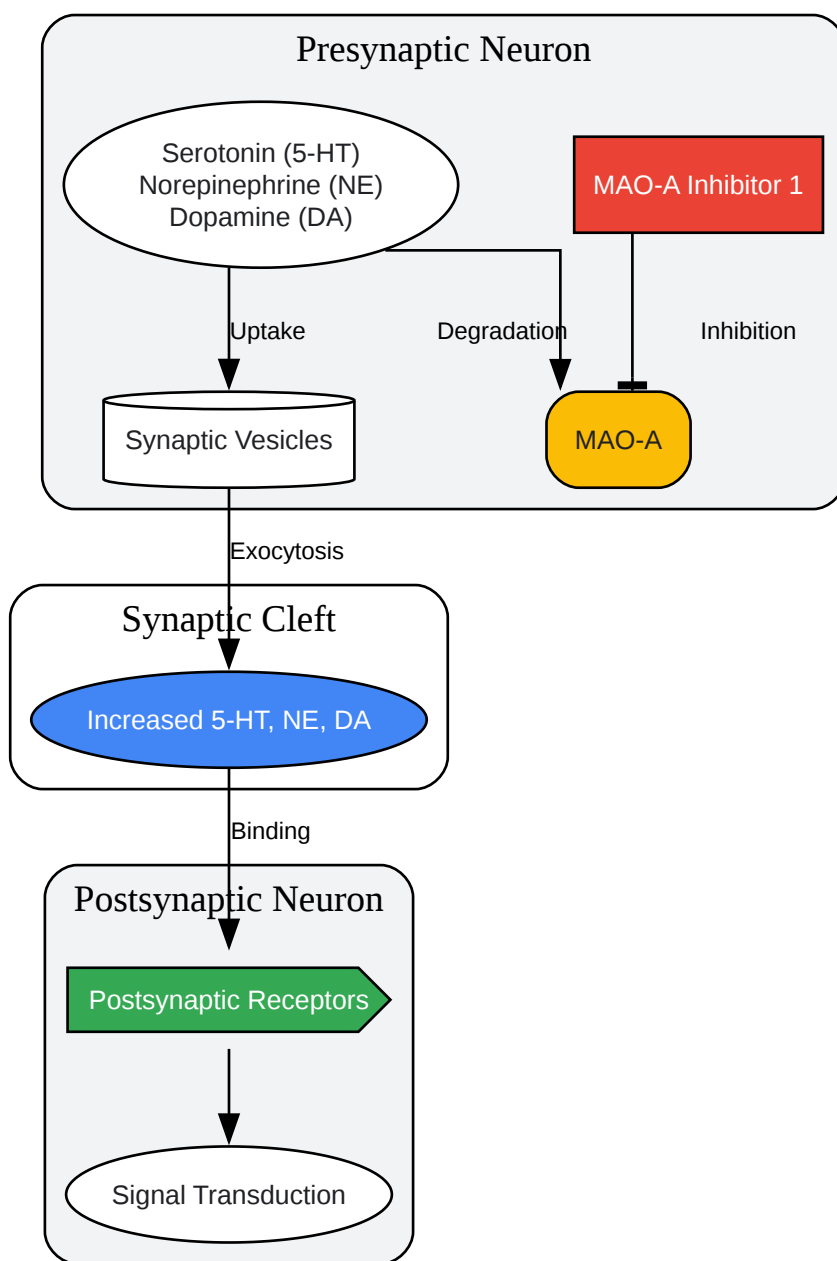 Presynaptic Neuron
Serotonin (5-HT)
Norepinephrine (NE)
Dopamine (DA)
MAO-A Inhibitor 1
Uptake
Degradation
Inhibition
Synaptic Vesicles
MAO-A
Exocytosis
Synaptic Cleft
Increased 5-HT, NE, DA
Binding
Postsynaptic Neuron
Postsynaptic Receptors
Signal Transduction